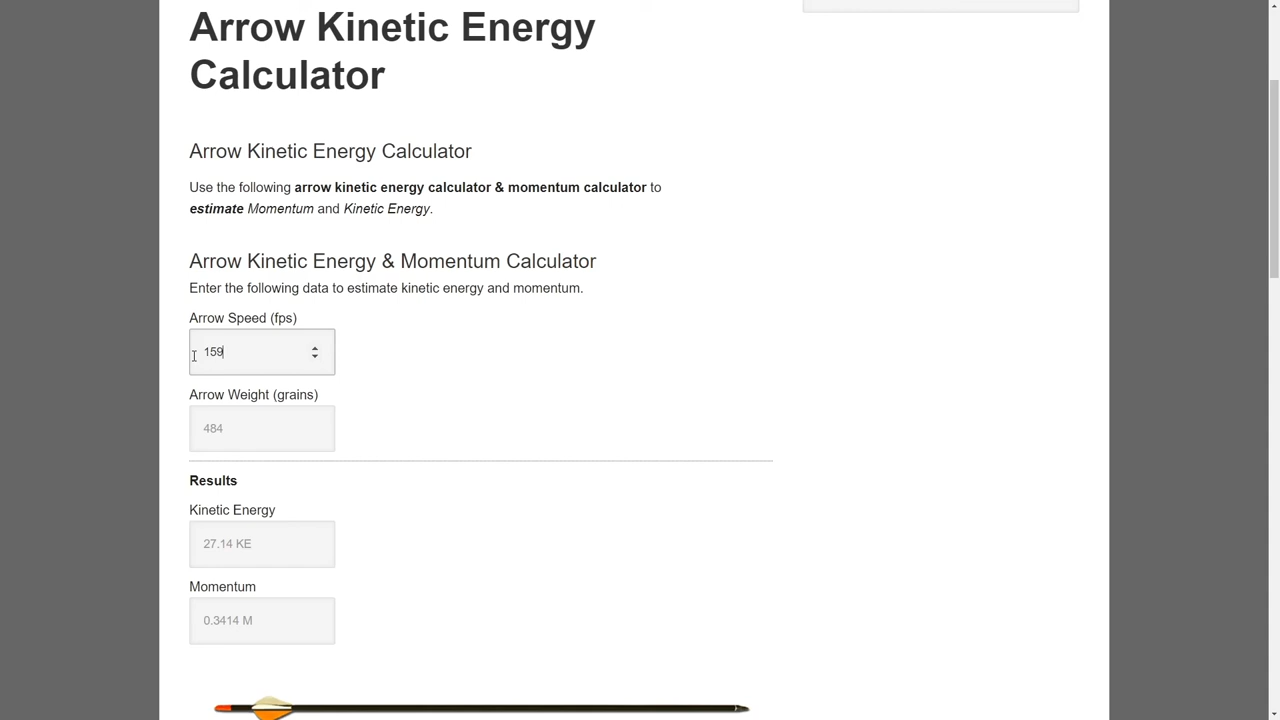 Arrow Kinetic Energy
Calculator
Arrow Kinetic Energy Calculator
Use the following arrow kinetic energy calculator & momentum calculator to
estimate Momentum and Kinetic Energy.
Arrow Kinetic Energy & Momentum Calculator
Enter the following data to estimate kinetic energy and momentum.
Arrow Speed (fps)
159
Arrow Weight (grains)
484
Results
Kinetic Energy
27.14 KE
Momentum
0.3414 M